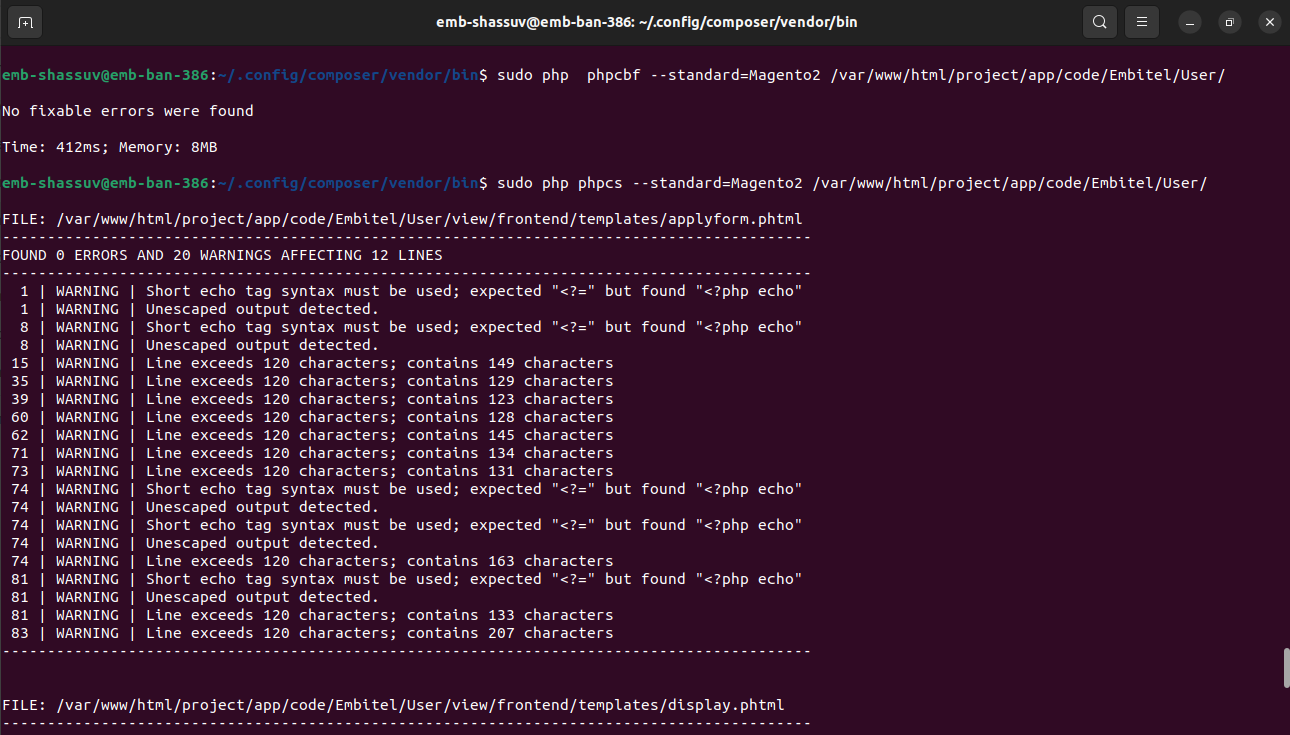 emb-shassuv@emb-ban-386: ~/.config/composer/vendor/bin
emb-shassuv@emb-ban-386:~/.config/composer/vendor/bin$ sudo php  phpcbf --standard=Magento2 /var/www/html/project/app/code/Embitel/User/
No fixable errors were found
Time: 412ms; Memory: 8MB
emb-shassuv@emb-ban-386:~/.config/composer/vendor/bin$ sudo php phpcs --standard=Magento2 /var/www/html/project/app/code/Embitel/User/
FILE: /var/www/html/project/app/code/Embitel/User/view/frontend/templates/applyform.phtml
------------------------------------------------------------------------------------------
FOUND 0 ERRORS AND 20 WARNINGS AFFECTING 12 LINES
------------------------------------------------------------------------------------------
  1 | WARNING | Short echo tag syntax must be used; expected "<?=" but found "<?php echo"
  1 | WARNING | Unescaped output detected.
  8 | WARNING | Short echo tag syntax must be used; expected "<?=" but found "<?php echo"
  8 | WARNING | Unescaped output detected.
 15 | WARNING | Line exceeds 120 characters; contains 149 characters
 35 | WARNING | Line exceeds 120 characters; contains 129 characters
 39 | WARNING | Line exceeds 120 characters; contains 123 characters
 60 | WARNING | Line exceeds 120 characters; contains 128 characters
 62 | WARNING | Line exceeds 120 characters; contains 145 characters
 71 | WARNING | Line exceeds 120 characters; contains 134 characters
 73 | WARNING | Line exceeds 120 characters; contains 131 characters
 74 | WARNING | Short echo tag syntax must be used; expected "<?=" but found "<?php echo"
 74 | WARNING | Unescaped output detected.
 74 | WARNING | Short echo tag syntax must be used; expected "<?=" but found "<?php echo"
 74 | WARNING | Unescaped output detected.
 74 | WARNING | Line exceeds 120 characters; contains 163 characters
 81 | WARNING | Short echo tag syntax must be used; expected "<?=" but found "<?php echo"
 81 | WARNING | Unescaped output detected.
 81 | WARNING | Line exceeds 120 characters; contains 133 characters
 83 | WARNING | Line exceeds 120 characters; contains 207 characters
------------------------------------------------------------------------------------------
FILE: /var/www/html/project/app/code/Embitel/User/view/frontend/templates/display.phtml
------------------------------------------------------------------------------------------